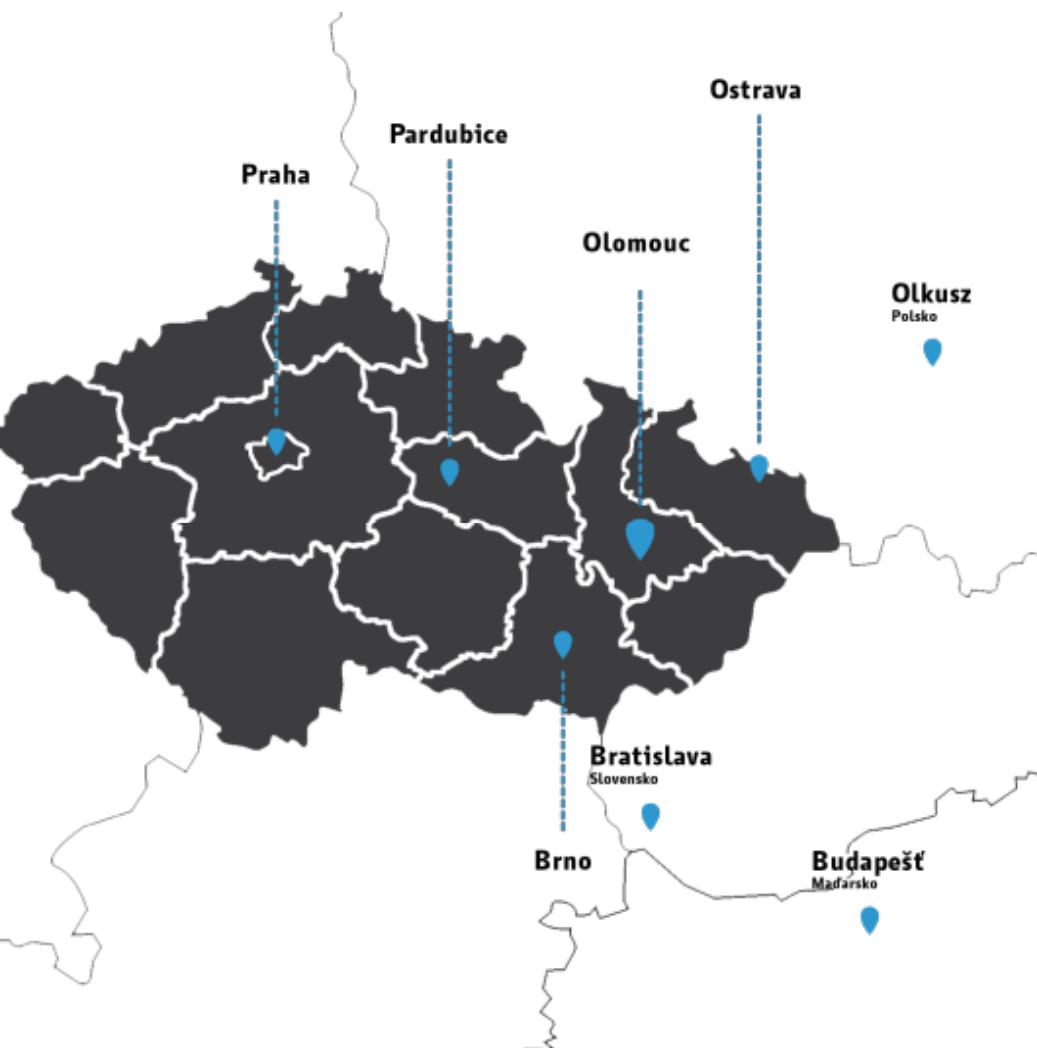 Ostrava
Pardubice
Praha
Olomouc
Olkusz
Polsko
Bratislava
Slovensko
Brno
Budapešť
Maďarsko